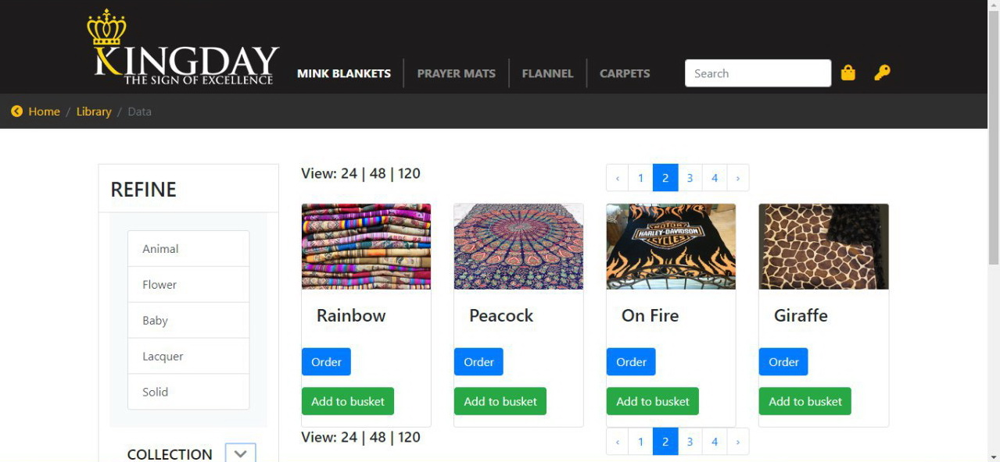 KINGDAY
THE SIGN OF EXCELLENCE
MINK BLANKETS
PRAYER MATS
FLANNEL
CARPETS
Search
Home / Library / Data
REFINE
Animal
Flower
Baby
Lacquer
Solid
COLLECTION
View: 24 | 48 | 120
‹ 1 2 3 4 ›
MOTOR
HARLEY-DAVIDSON
CYCLES
Rainbow
Peacock
On Fire
Giraffe
Order
Order
Order
Order
Add to basket
Add to busket
Add to busket
Add to busket
View: 24 | 48 | 120
‹ 1 2 3 4 ›